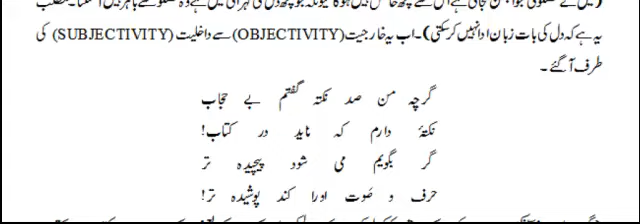 یہ ہے کہ دل کی بات زبان ادا نہیں کر سکتی)۔ اب یہ خارجیت (OBJECTIVITY) سے داخلیت (SUBJECTIVITY) کی
طرف آ گئے ۔
گرچہ من صد نکتہ گفتم بے حجاب
نکتۂ دارم کہ ناید در کتاب!
گر بگویم می شود پیچیدہ تر
حرف و صَوت اورا کند پوشیدہ تر!